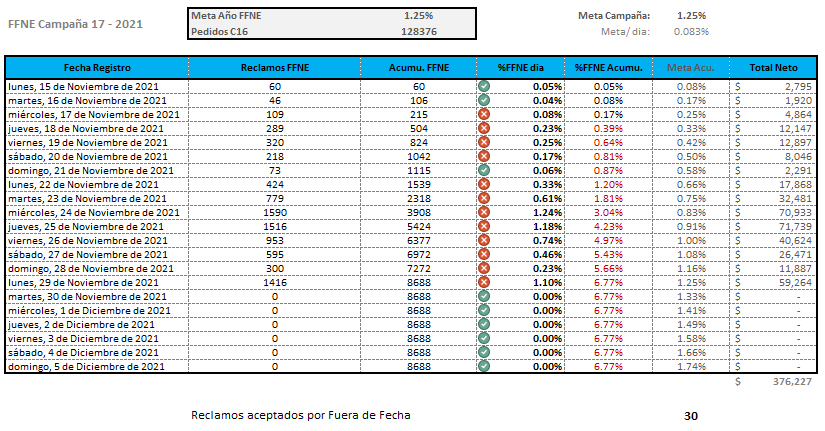 FFNE Campaña 17 - 2021
Meta Año FFNE 1.25%
Pedidos C16 128376
Meta Campaña: 1.25%
Meta/ dia: 0.083%
Fecha Registro Reclamos FFNE Acumu. FFNE %FFNE dia %FFNE Acumu. Meta Acu. Total Neto
lunes, 15 de Noviembre de 2021 60 60 0.05% 0.05% 0.08% $ 2,795
martes, 16 de Noviembre de 2021 46 106 0.04% 0.08% 0.17% $ 1,920
miércoles, 17 de Noviembre de 2021 109 215 0.08% 0.17% 0.25% $ 4,864
jueves, 18 de Noviembre de 2021 289 504 0.23% 0.39% 0.33% $ 12,147
viernes, 19 de Noviembre de 2021 320 824 0.25% 0.64% 0.42% $ 12,897
sábado, 20 de Noviembre de 2021 218 1042 0.17% 0.81% 0.50% $ 8,046
domingo, 21 de Noviembre de 2021 73 1115 0.06% 0.87% 0.58% $ 2,291
lunes, 22 de Noviembre de 2021 424 1539 0.33% 1.20% 0.66% $ 17,868
martes, 23 de Noviembre de 2021 779 2318 0.61% 1.81% 0.75% $ 32,481
miércoles, 24 de Noviembre de 2021 1590 3908 1.24% 3.04% 0.83% $ 70,933
jueves, 25 de Noviembre de 2021 1516 5424 1.18% 4.23% 0.91% $ 71,739
viernes, 26 de Noviembre de 2021 953 6377 0.74% 4.97% 1.00% $ 40,624
sábado, 27 de Noviembre de 2021 595 6972 0.46% 5.43% 1.08% $ 26,471
domingo, 28 de Noviembre de 2021 300 7272 0.23% 5.66% 1.16% $ 11,887
lunes, 29 de Noviembre de 2021 1416 8688 1.10% 6.77% 1.25% $ 59,264
martes, 30 de Noviembre de 2021 0 8688 0.00% 6.77% 1.33% $ -
miércoles, 1 de Diciembre de 2021 0 8688 0.00% 6.77% 1.41% $ -
jueves, 2 de Diciembre de 2021 0 8688 0.00% 6.77% 1.49% $ -
viernes, 3 de Diciembre de 2021 0 8688 0.00% 6.77% 1.58% $ -
sábado, 4 de Diciembre de 2021 0 8688 0.00% 6.77% 1.66% $ -
domingo, 5 de Diciembre de 2021 0 8688 0.00% 6.77% 1.74% $ -
$ 376,227
Reclamos aceptados por Fuera de Fecha 30